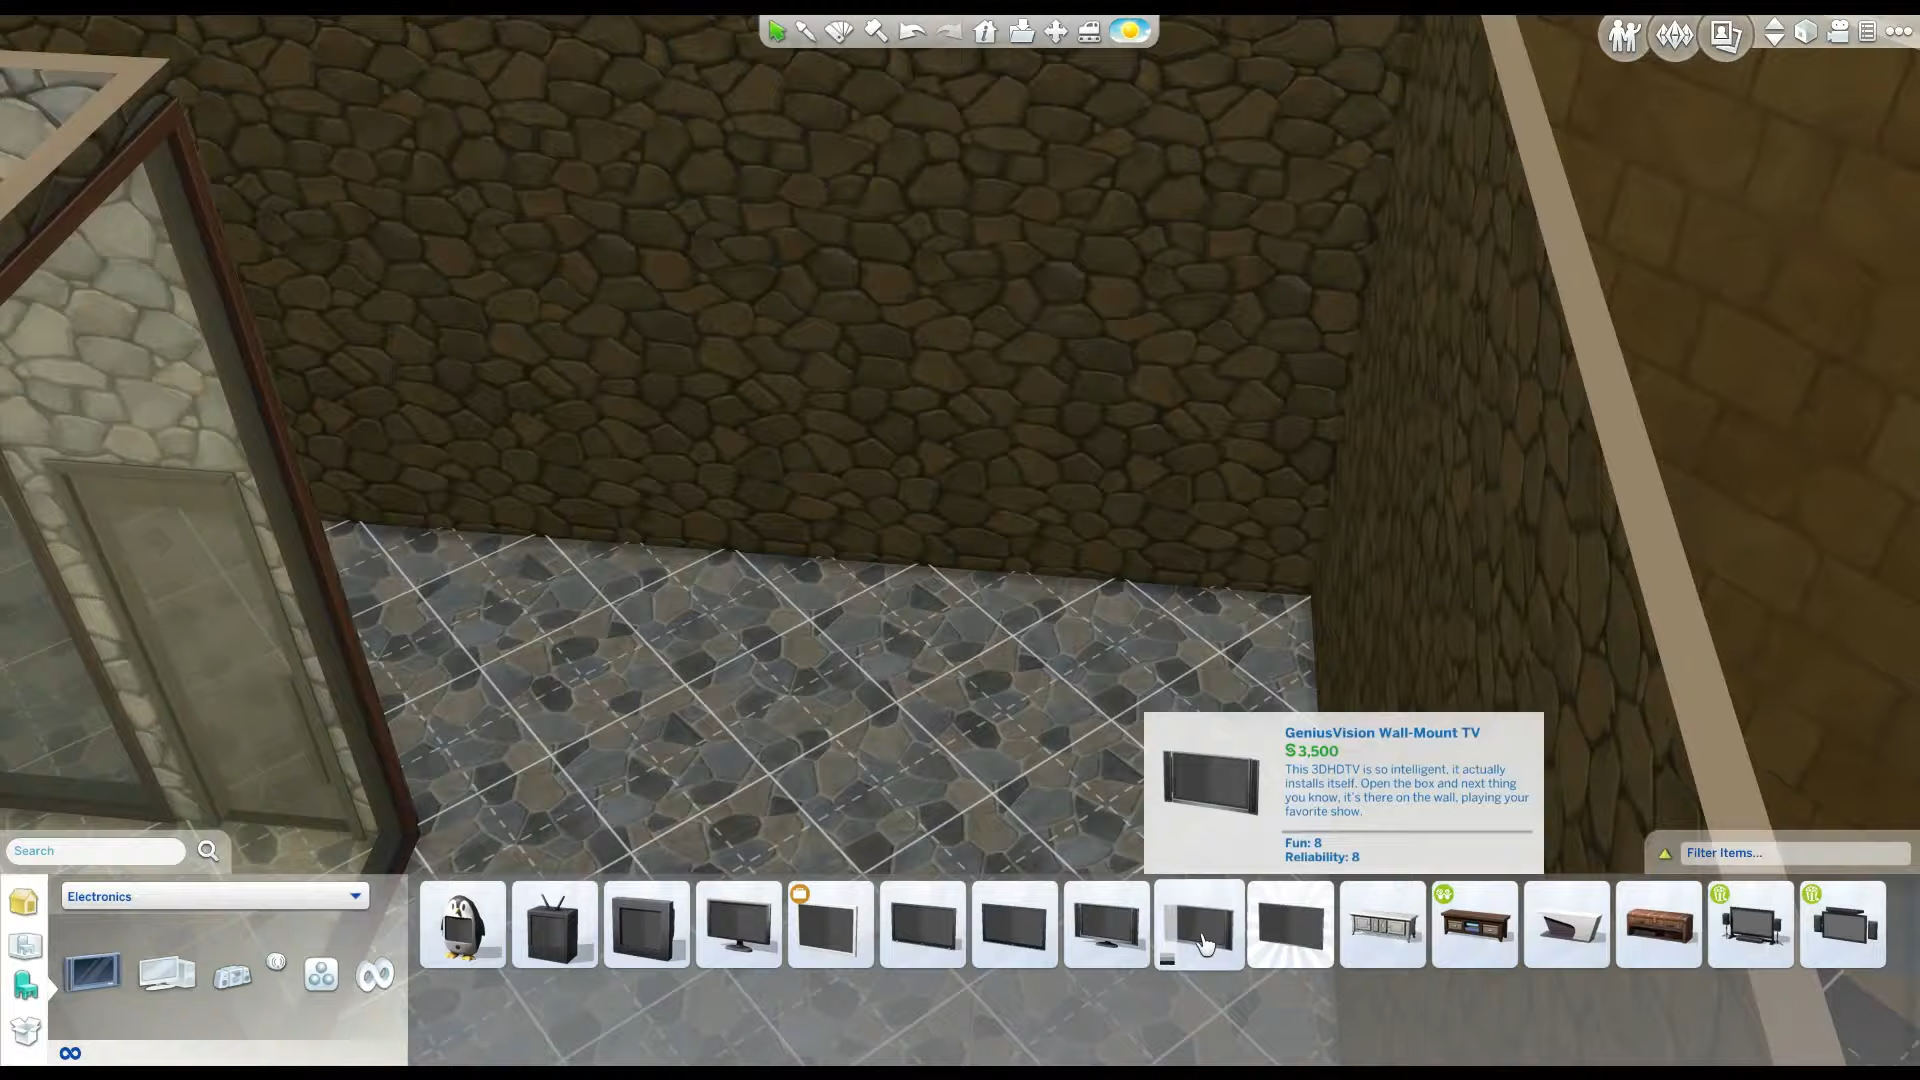 GeniusVision Wall-Mount TV
§3,500
This 3DHDTV is so intelligent, it actually
installs itself. Open the box and next thing
you know, it's there on the wall, playing your
favorite show.
Fun: 8
Reliability: 8
Search
Filter Items...
Electronics